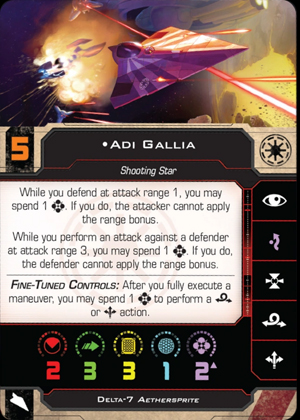 5
•Adi Gallia
Shooting Star
While you defend at attack range 1, you may
spend 1 . If you do, the attacker cannot apply
the range bonus.
While you perform an attack against a defender
at attack range 3, you may spend 1 . If you do,
the defender cannot apply the range bonus.
Fine-Tuned Controls: After you fully execute a
maneuver, you may spend 1 to perform a
or action.
2 3 3 1 2
Delta-7 Aethersprite